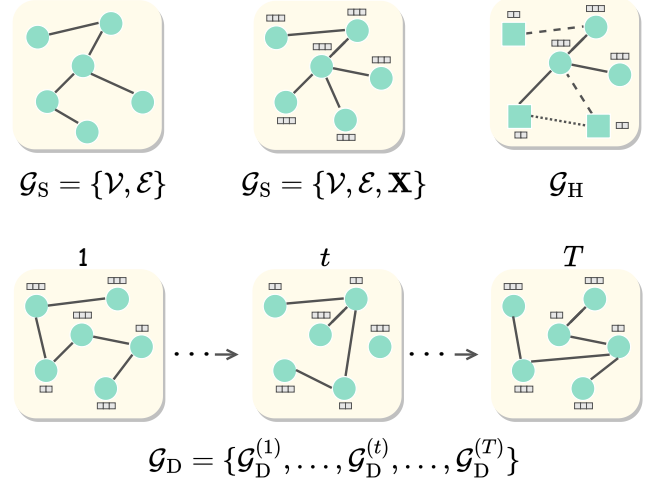 𝒢_S = {𝒱, ℰ}
𝒢_S = {𝒱, ℰ, 𝐗}
𝒢_H
1
t
T
𝒢_D = {𝒢_D^(1), ..., 𝒢_D^(t), ..., 𝒢_D^(T)}